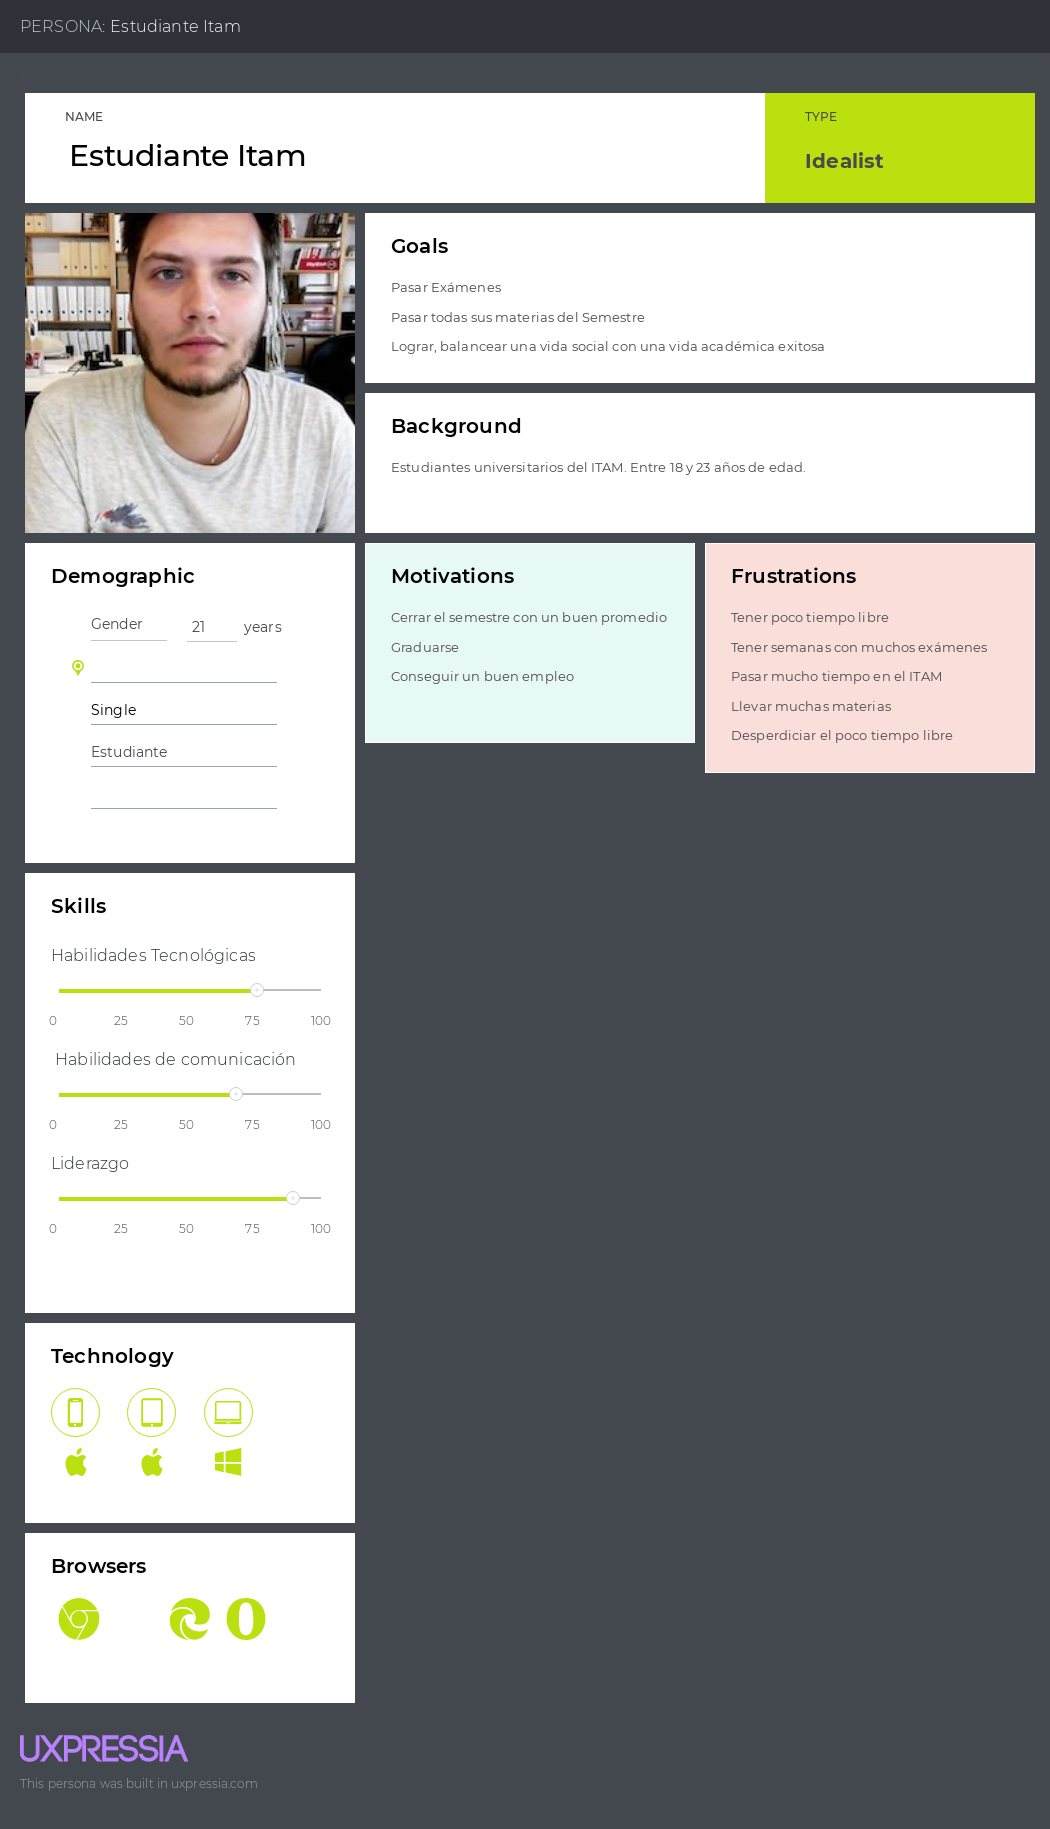 PERSONA: Estudiante Itam
NAME
Estudiante Itam
TYPE
Idealist
Goals
Pasar Exámenes
Pasar todas sus materias del Semestre
Lograr, balancear una vida social con una vida académica exitosa
Background
Estudiantes universitarios del ITAM. Entre 18 y 23 años de edad.
Demographic
Gender 21 years
Single
Estudiante
Motivations
Cerrar el semestre con un buen promedio
Graduarse
Conseguir un buen empleo
Frustrations
Tener poco tiempo libre
Tener semanas con muchos exámenes
Pasar mucho tiempo en el ITAM
Llevar muchas materias
Desperdiciar el poco tiempo libre
Skills
Habilidades Tecnológicas
0 25 50 75 100
Habilidades de comunicación
0 25 50 75 100
Liderazgo
0 25 50 75 100
Technology
Browsers
UXPRESSIA
This persona was built in uxpressia.com